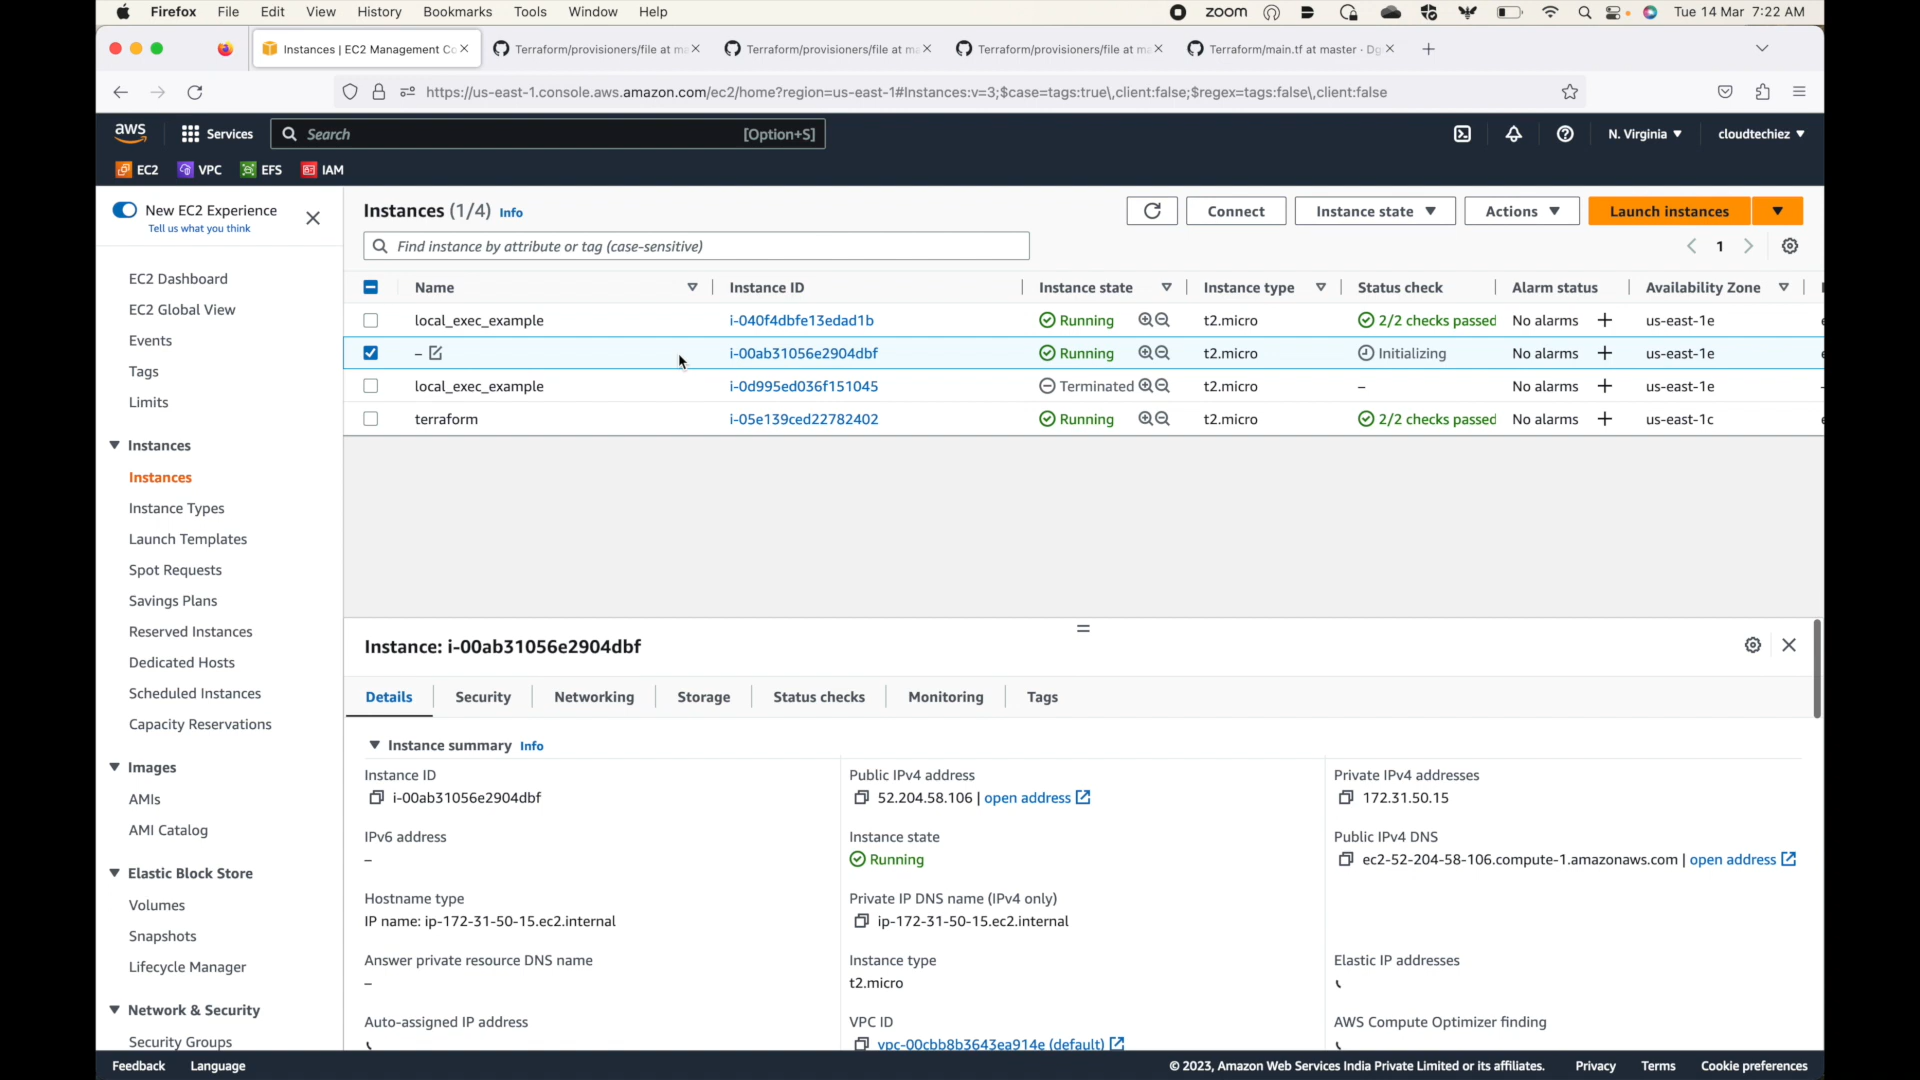 Firefox File Edit View History Bookmarks Tools Window Help zoom Tue 14 Mar 7:22 AM
Instances | EC2 Management Co Terraform/provisioners/file at ma Terraform/provisioners/file at ma Terraform/provisioners/file at ma Terraform/main.tf at master · Dg
https://us-east-1.console.aws.amazon.com/ec2/home?region=us-east-1#Instances:v=3;$case=tags:true\,client:false;$regex=tags:false\,client:false
aws Services Search [Option+S] N. Virginia cloudtechiez
EC2 VPC EFS IAM
New EC2 Experience
Tell us what you think
EC2 Dashboard
EC2 Global View
Events
Tags
Limits
Instances
Instances
Instance Types
Launch Templates
Spot Requests
Savings Plans
Reserved Instances
Dedicated Hosts
Scheduled Instances
Capacity Reservations
Images
AMIs
AMI Catalog
Elastic Block Store
Volumes
Snapshots
Lifecycle Manager
Network & Security
Security Groups
Instances (1/4) Info Connect Instance state Actions Launch instances
Find instance by attribute or tag (case-sensitive) 1
Name Instance ID Instance state Instance type Status check Alarm status Availability Zone
local_exec_example i-040f4dbfe13edad1b Running t2.micro 2/2 checks passed No alarms + us-east-1e
– i-00ab31056e2904dbf Running t2.micro Initializing No alarms + us-east-1e
local_exec_example i-0d995ed036f151045 Terminated t2.micro – No alarms + us-east-1e
terraform i-05e139ced22782402 Running t2.micro 2/2 checks passed No alarms + us-east-1c
Instance: i-00ab31056e2904dbf
Details Security Networking Storage Status checks Monitoring Tags
Instance summary Info
Instance ID Public IPv4 address Private IPv4 addresses
i-00ab31056e2904dbf 52.204.58.106 | open address 172.31.50.15
IPv6 address Instance state Public IPv4 DNS
– Running ec2-52-204-58-106.compute-1.amazonaws.com | open address
Hostname type Private IP DNS name (IPv4 only)
IP name: ip-172-31-50-15.ec2.internal ip-172-31-50-15.ec2.internal
Answer private resource DNS name Instance type Elastic IP addresses
– t2.micro
Auto-assigned IP address VPC ID AWS Compute Optimizer finding
vpc-00cbb8b3643ea914e (default)
Feedback Language © 2023, Amazon Web Services India Private Limited or its affiliates. Privacy Terms Cookie preferences